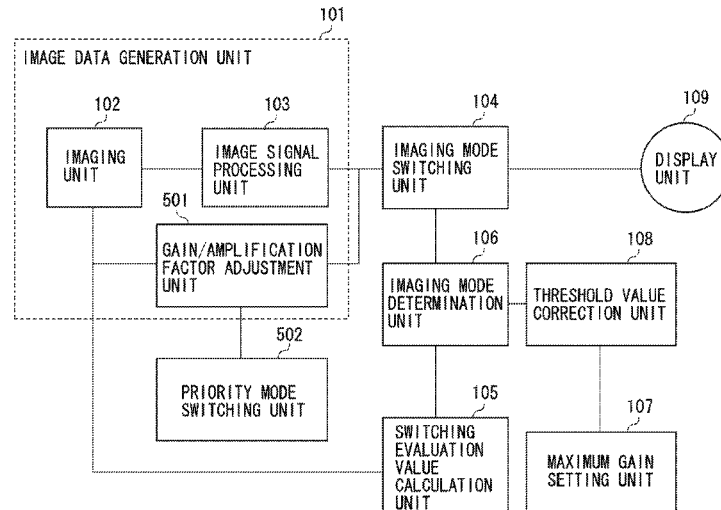 101
IMAGE DATA GENERATION UNIT
102
IMAGING
UNIT
103
IMAGE SIGNAL
PROCESSING
UNIT
104
IMAGING MODE
SWITCHING
UNIT
109
DISPLAY
UNIT
501
GAIN/AMPLIFICATION
FACTOR ADJUSTMENT
UNIT
106
IMAGING MODE
DETERMINATION
UNIT
108
THRESHOLD VALUE
CORRECTION UNIT
502
PRIORITY MODE
SWITCHING UNIT
105
SWITCHING
EVALUATION
VALUE
CALCULATION
UNIT
107
MAXIMUM GAIN
SETTING UNIT